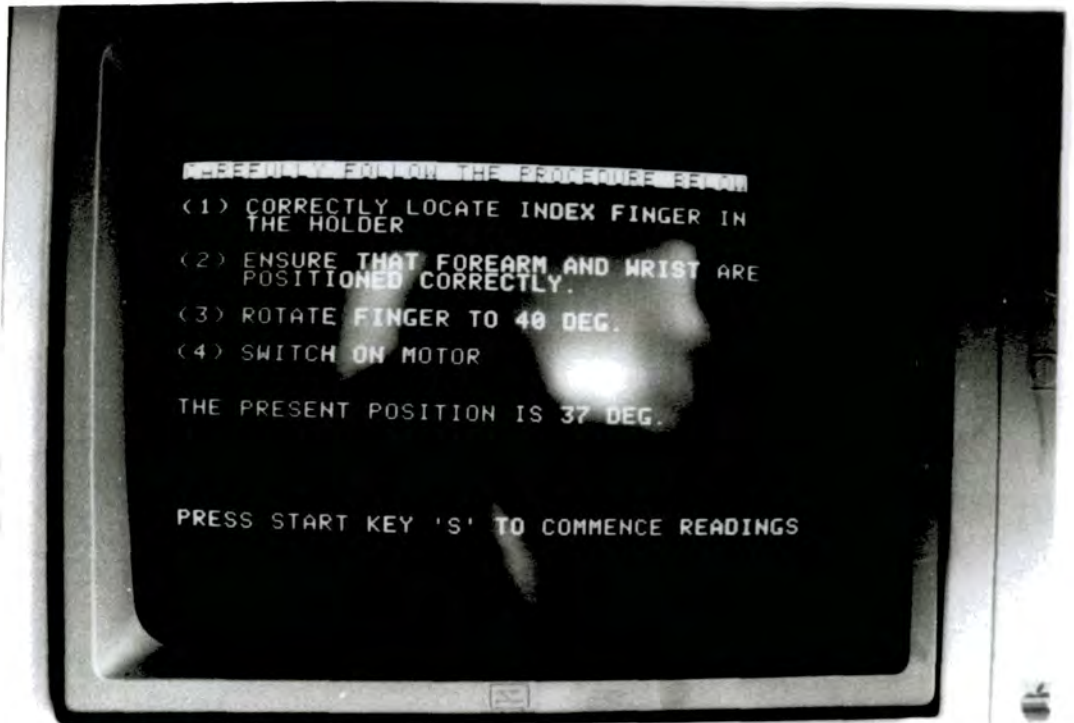 CAREFULLY FOLLOW THE PROCEDURE BELOW
(1) CORRECTLY LOCATE INDEX FINGER IN
THE HOLDER
(2) ENSURE THAT FOREARM AND WRIST ARE
POSITIONED CORRECTLY.
(3) ROTATE FINGER TO 40 DEG.
(4) SWITCH ON MOTOR
THE PRESENT POSITION IS 37 DEG.
PRESS START KEY 'S' TO COMMENCE READINGS